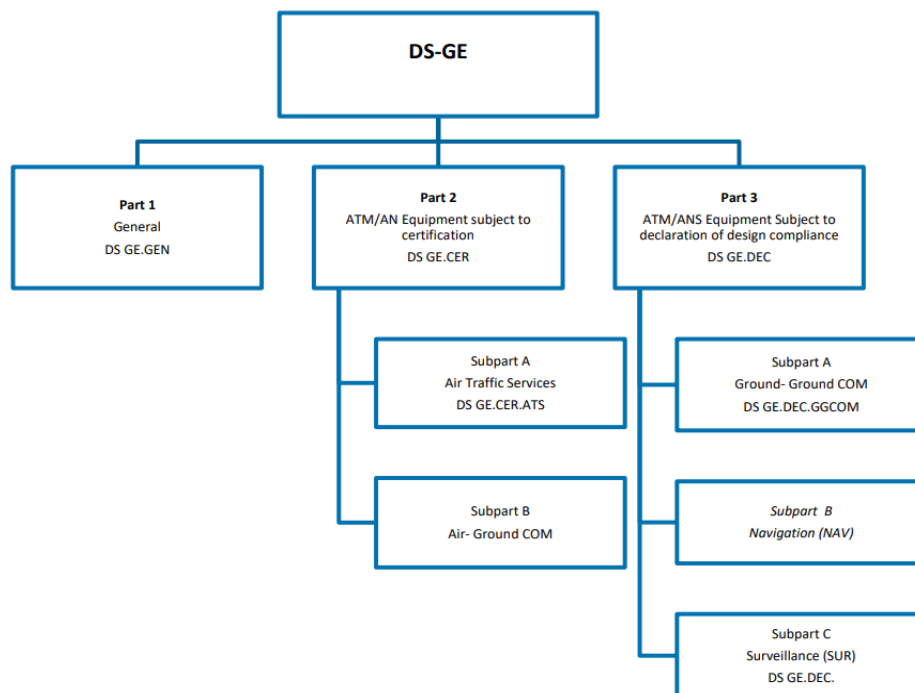 DS-GE
Part 1
General
DS GE.GEN
Part 2
ATM/AN Equipment subject to
certification
DS GE.CER
Part 3
ATM/ANS Equipment Subject to
declaration of design compliance
DS GE.DEC
Subpart A
Air Traffic Services
DS GE.CER.ATS
Subpart B
Air- Ground COM
Subpart A
Ground- Ground COM
DS GE.DEC.GGCOM
Subpart B
Navigation (NAV)
Subpart C
Surveillance (SUR)
DS GE.DEC.